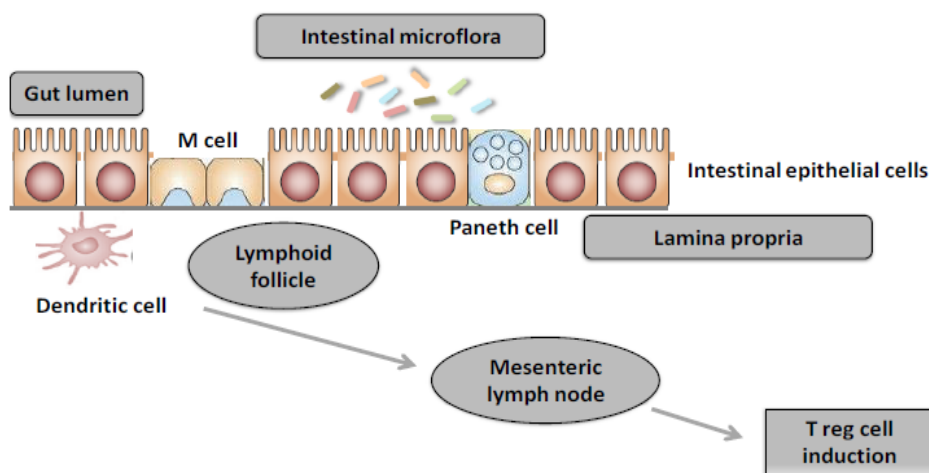 Intestinal microflora
Gut lumen
M cell
Intestinal epithelial cells
Paneth cell
Lamina propria
Lymphoid
follicle
Dendritic cell
Mesenteric
lymph node
T reg cell
induction